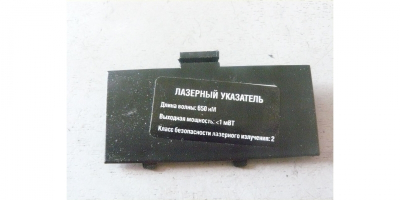 ЛАЗЕРНЫЙ УКАЗАТЕЛЬ
Длина волны: 650 нМ
Выходная мощность: <1 мВТ
Класс безопасности лазерного излучения: 2